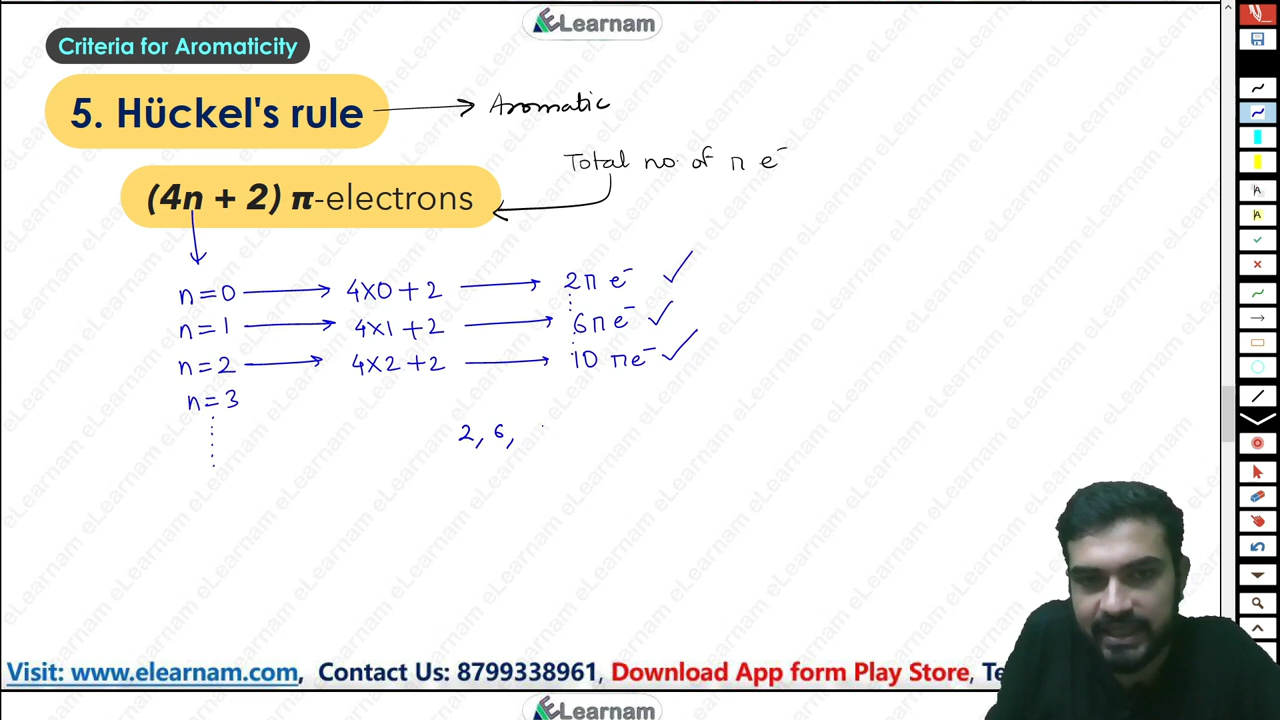 eLearnam
Criteria for Aromaticity
5. Hückel's rule → Aromatic
Total no. of π e⁻
(4n + 2) π-electrons
n=0 → 4×0+2 → 2π e⁻ ✓
n=1 → 4×1+2 → 6π e⁻ ✓
n=2 → 4×2+2 → 10 πe⁻ ✓
n=3
2, 6,
Visit: www.elearnam.com, Contact Us: 8799338961, Download App form Play Store, Te
eLearnam